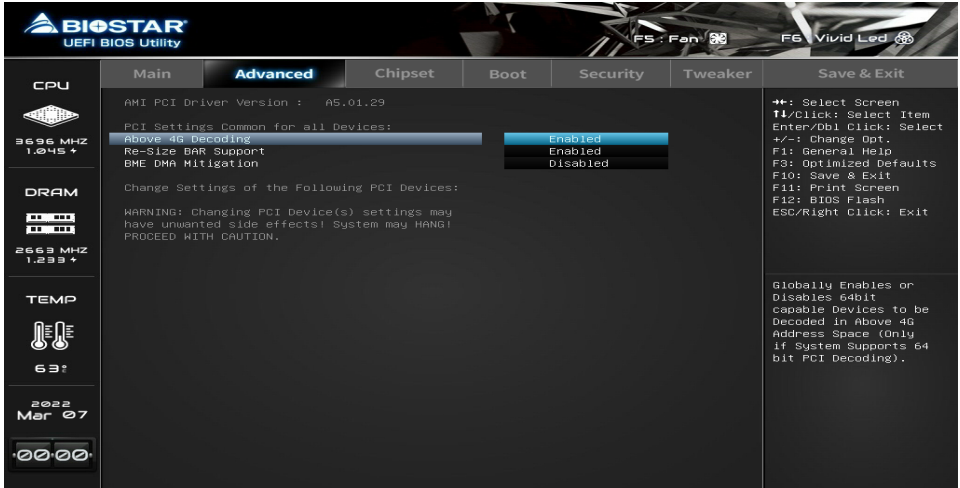 BIOSTAR®
UEFI BIOS Utility
F5 : Fan
F6 Vivid Led
Main Advanced Chipset Boot Security Tweaker Save & Exit
CPU
3696 MHZ
1.045
DRAM
2663 MHZ
1.233
TEMP
63
2022
Mar 07
00:00
AMI PCI Driver Version : A5.01.29
PCI Settings Common for all Devices:
Above 4G Decoding Enabled
Re-Size BAR Support Enabled
BME DMA Mitigation Disabled
Change Settings of the Following PCI Devices:
WARNING: Changing PCI Device(s) settings may
have unwanted side effects! System may HANG!
PROCEED WITH CAUTION.
→←: Select Screen
↑↓/Click: Select Item
Enter/Dbl Click: Select
+/-: Change Opt.
F1: General Help
F3: Optimized Defaults
F10: Save & Exit
F11: Print Screen
F12: BIOS Flash
ESC/Right Click: Exit
Globally Enables or
Disables 64bit
capable Devices to be
Decoded in Above 4G
Address Space (Only
if System Supports 64
bit PCI Decoding).